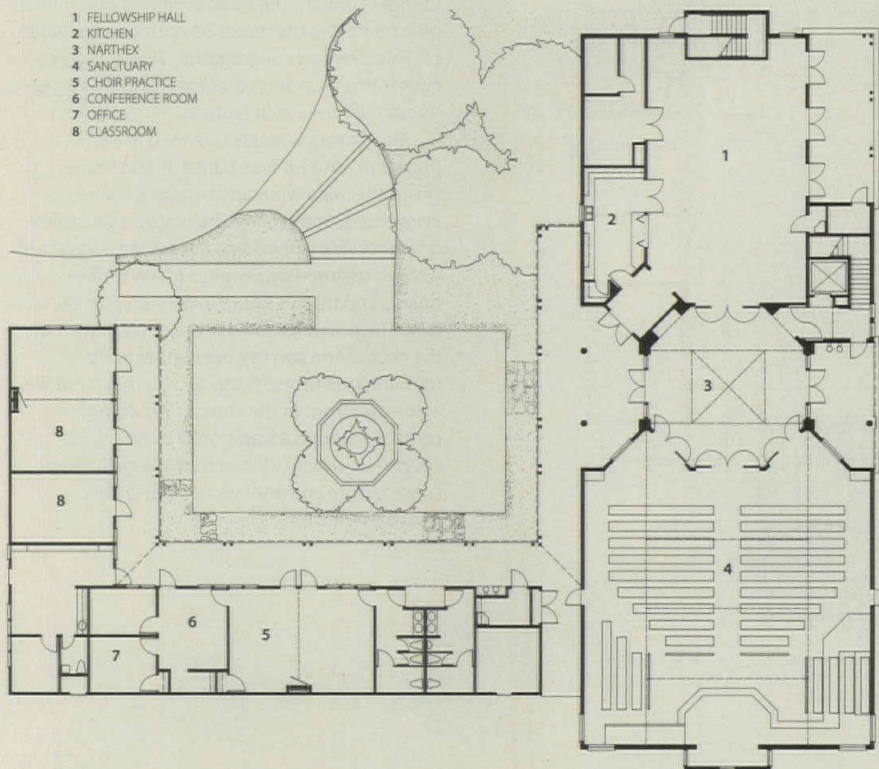 1 FELLOWSHIP HALL
2 KITCHEN
3 NARTHEX
4 SANCTUARY
5 CHOIR PRACTICE
6 CONFERENCE ROOM
7 OFFICE
8 CLASSROOM
1
2
3
8
8
4
6
5
7